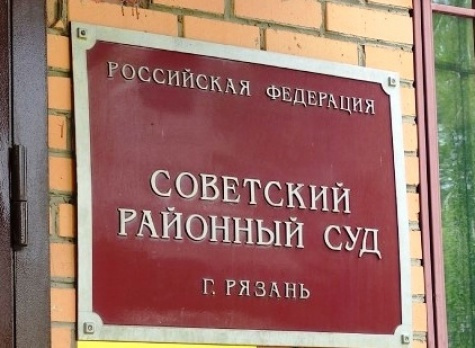 РОССИЙСКАЯ ФЕДЕРАЦИЯ
СОВЕТСКИЙ
РАЙОННЫЙ СУД
Г. РЯЗАНЬ